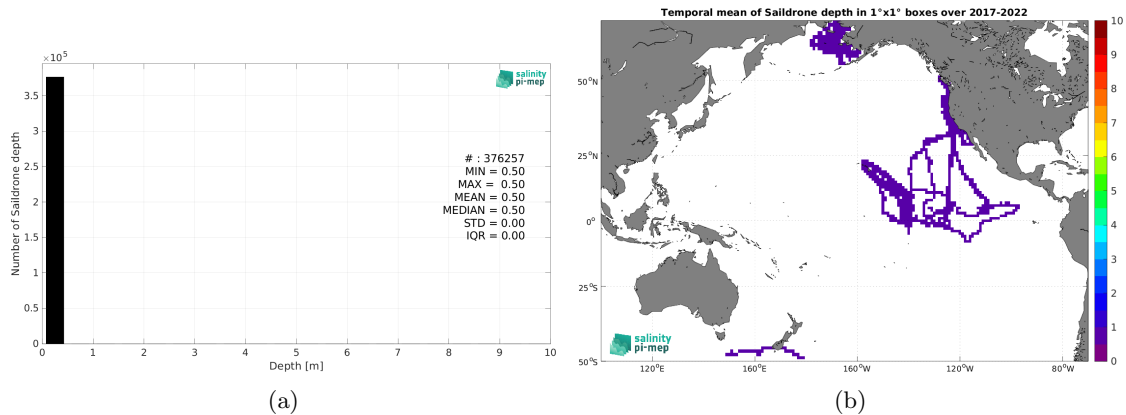 ×10⁵
3.5
3
2.5
2
1.5
1
0.5
0
Number of Saildrone depth
0 1 2 3 4 5 6 7 8 9 10
Depth [m]
salinity
pi-mep
# : 376257
MIN = 0.50
MAX = 0.50
MEAN = 0.50
MEDIAN = 0.50
STD = 0.00
IQR = 0.00
(a)
Temporal mean of Saildrone depth in 1°x1° boxes over 2017-2022
50°N
25°N
0°
25°S
50°S
120°E 160°E 160°W 120°W 80°W
salinity
pi-mep
10
9
8
7
6
5
4
3
2
1
0
(b)